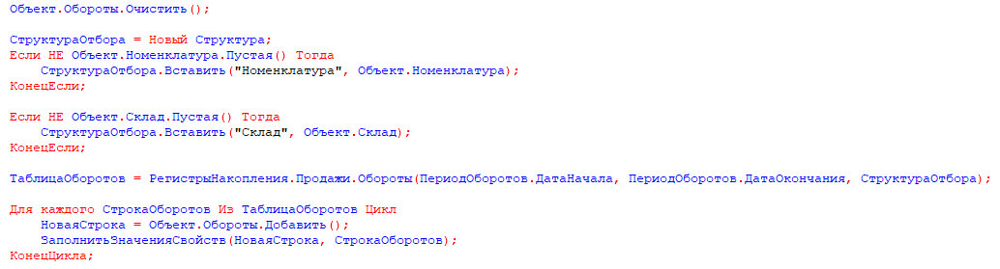 Объект.Обороты.Очистить();
СтруктураОтбора = Новый Структура;
Если НЕ Объект.Номенклатура.Пустая() Тогда
СтруктураОтбора.Вставить("Номенклатура", Объект.Номенклатура);
КонецЕсли;
Если НЕ Объект.Склад.Пустая() Тогда
СтруктураОтбора.Вставить("Склад", Объект.Склад);
КонецЕсли;
ТаблицаОборотов = РегистрыНакопления.Продажи.Обороты(ПериодОборотов.ДатаНачала, ПериодОборотов.ДатаОкончания, СтруктураОтбора);
Для каждого СтрокаОборотов Из ТаблицаОборотов Цикл
НоваяСтрока = Объект.Обороты.Добавить();
ЗаполнитьЗначенияСвойств(НоваяСтрока, СтрокаОборотов);
КонецЦикла;